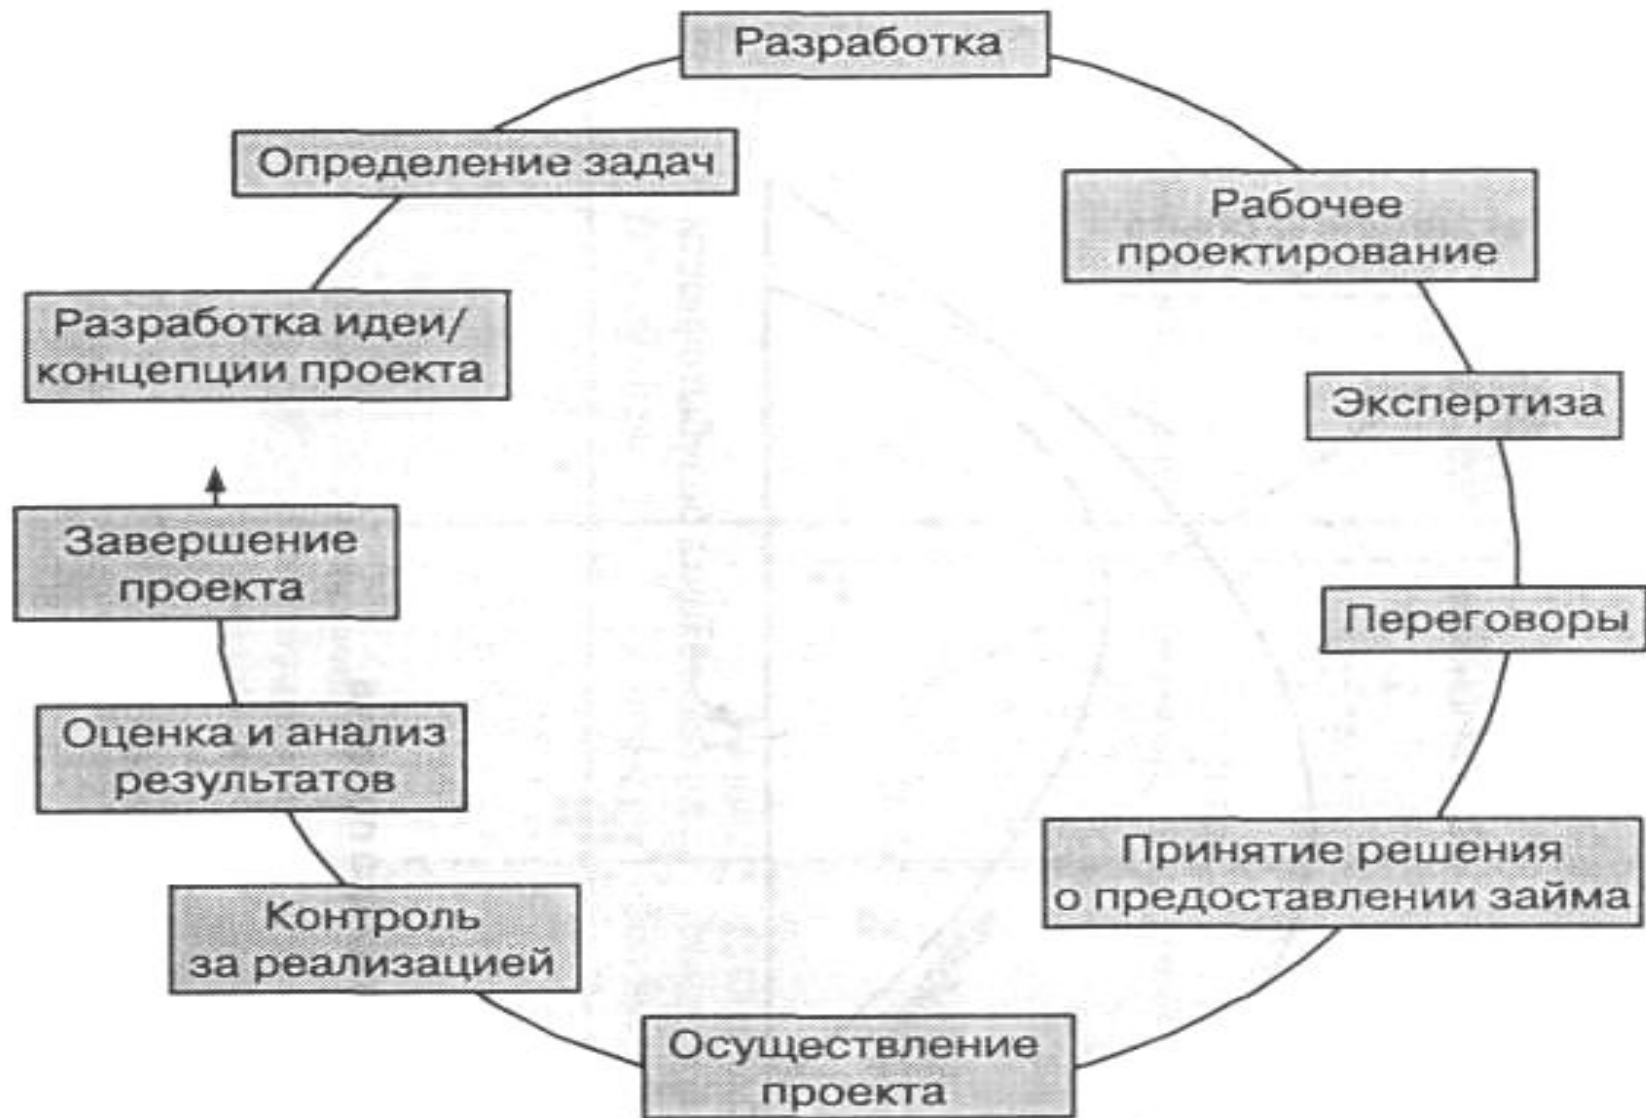 Разработка
Определение задач
Рабочее
проектирование
Разработка идеи/
концепции проекта
Экспертиза
Завершение
проекта
Переговоры
Оценка и анализ
результатов
Принятие решения
о предоставлении займа
Контроль
за реализацией
Осуществление
проекта